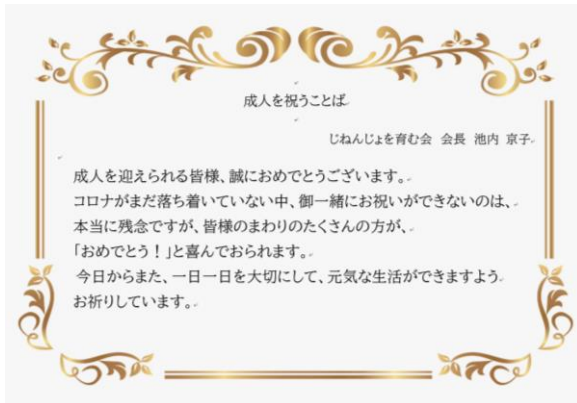 成人を祝うことば
じねんじょを育む会 会長 池内 京子
成人を迎えられる皆様、誠におめでとうございます。
コロナがまだ落ち着いていない中、御一緒にお祝いができないのは、
本当に残念ですが、皆様のまわりのたくさんの方が、
「おめでとう！」と喜んでおられます。
今日からまた、一日一日を大切にして、元気な生活ができますよう
お祈りしています。